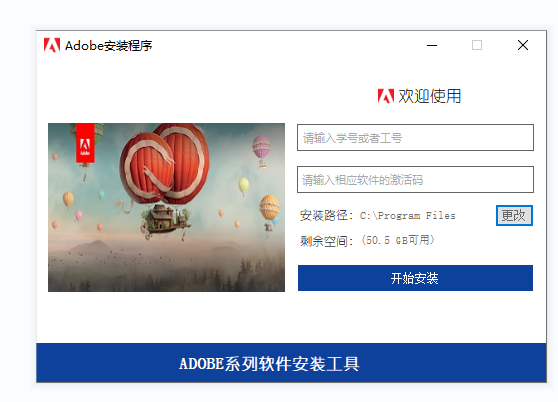 Adobe安装程序
欢迎使用
Adobe
请输入学号或者工号
请输入相应软件的激活码
安装路径: C:\Program Files
更改
剩余空间: (50.5 GB可用)
开始安装
ADOBE系列软件安装工具